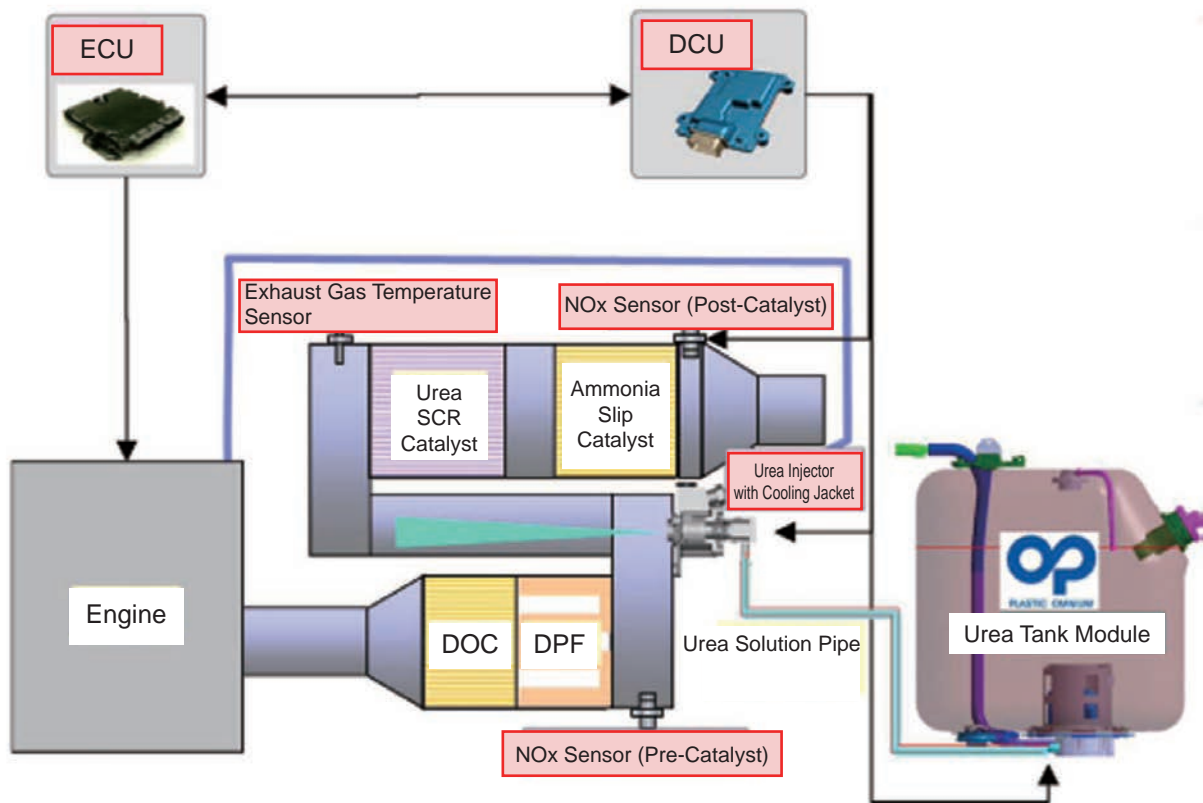 ECU
DCU
Exhaust Gas Temperature
Sensor
NOx Sensor (Post-Catalyst)
Urea
SCR
Catalyst
Ammonia
Slip
Catalyst
Urea Injector
with Cooling Jacket
Engine
DOC
DPF
Urea Solution Pipe
OP
PLASTIC OMNIUM
Urea Tank Module
NOx Sensor (Pre-Catalyst)